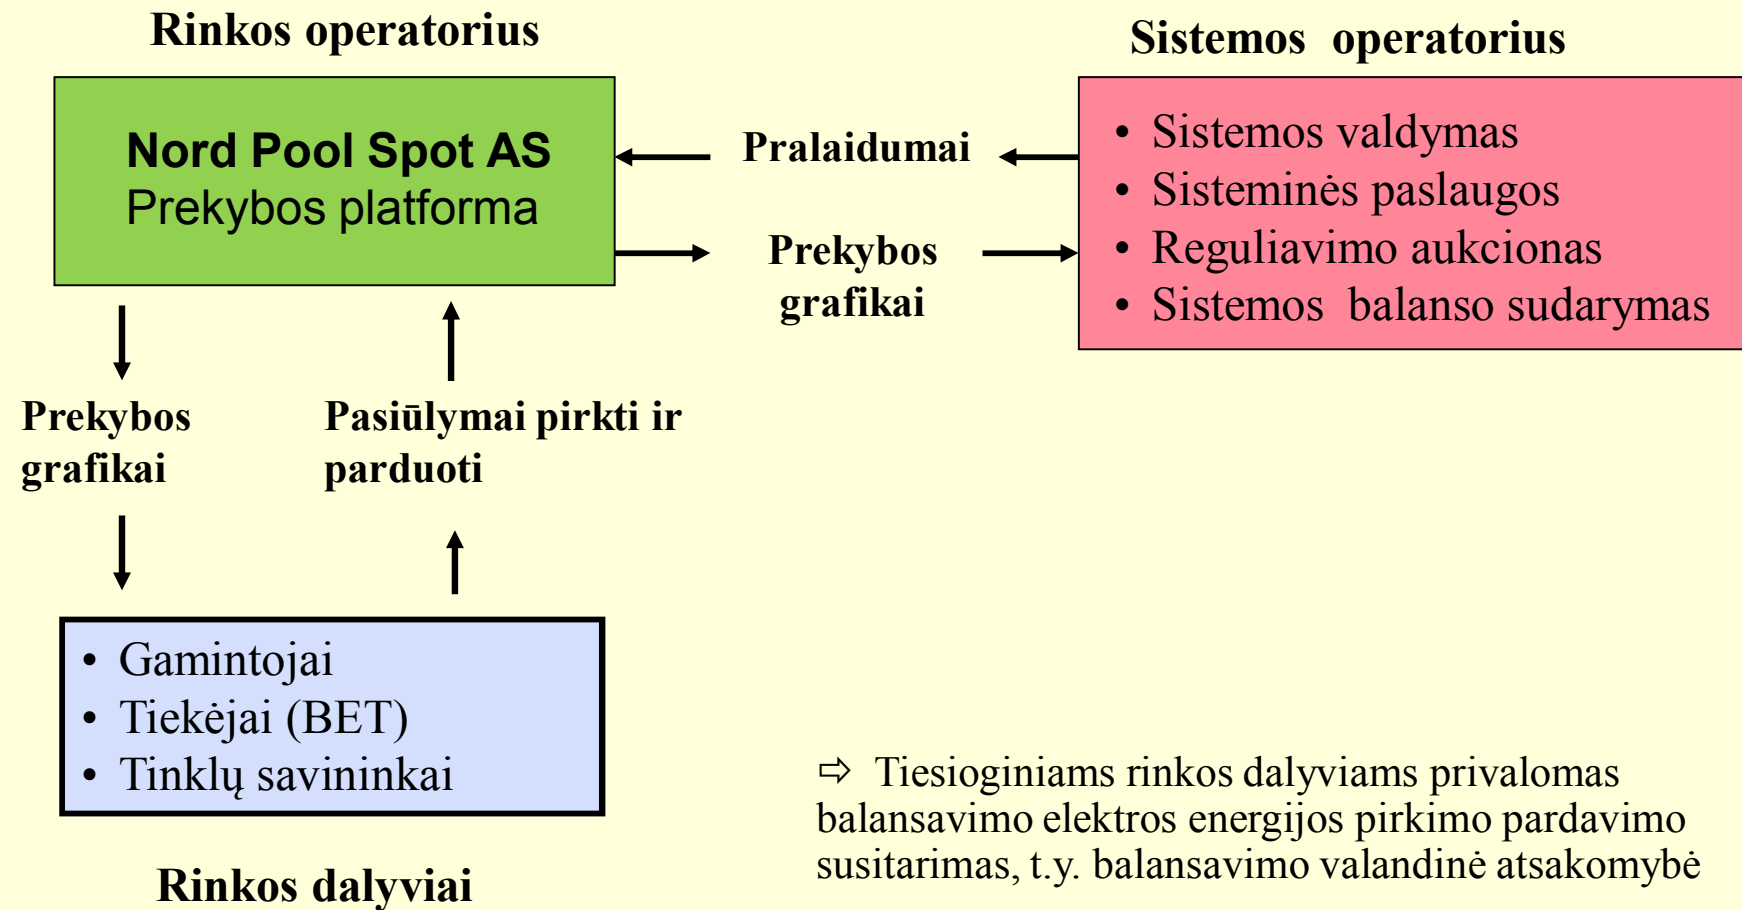 Rinkos operatorius
Sistemos operatorius
Nord Pool Spot AS
Prekybos platforma
Pralaidumai
Prekybos
grafikai
• Sistemos valdymas
• Sisteminės paslaugos
• Reguliavimo aukcionas
• Sistemos balanso sudarymas
Prekybos
grafikai
Pasiūlymai pirkti ir
parduoti
• Gamintojai
• Tiekėjai (BET)
• Tinklų savininkai
Rinkos dalyviai
⇨ Tiesioginiams rinkos dalyviams privalomas
balansavimo elektros energijos pirkimo pardavimo
susitarimas, t.y. balansavimo valandinė atsakomybė